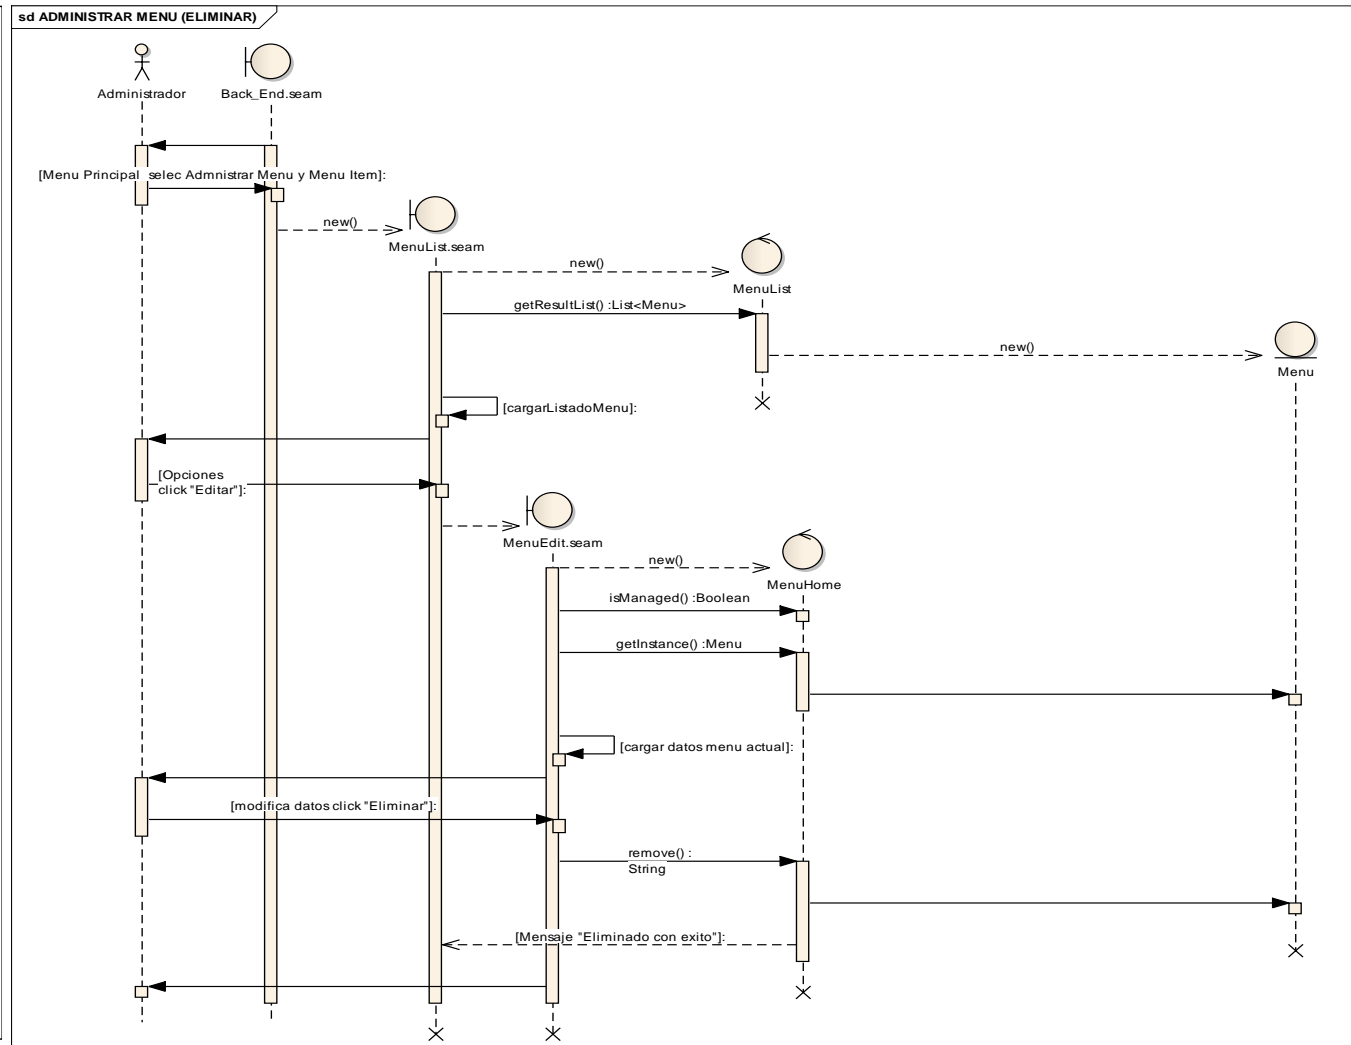 sd ADMINISTRAR MENU (ELIMINAR)
Administrador
Back_End.seam
[Menu Principal  selec Admnistrar Menu y Menu Item]:
new()
MenuList.seam
new()
MenuList
getResultList() :List<Menu>
new()
Menu
[cargarListadoMenu]:
[Opciones
click "Editar"]:
MenuEdit.seam
new()
MenuHome
isManaged() :Boolean
getInstance() :Menu
[cargar datos menu actual]:
[modifica datos click "Eliminar"]:
remove() :
String
[Mensaje "Eliminado con exito"]: